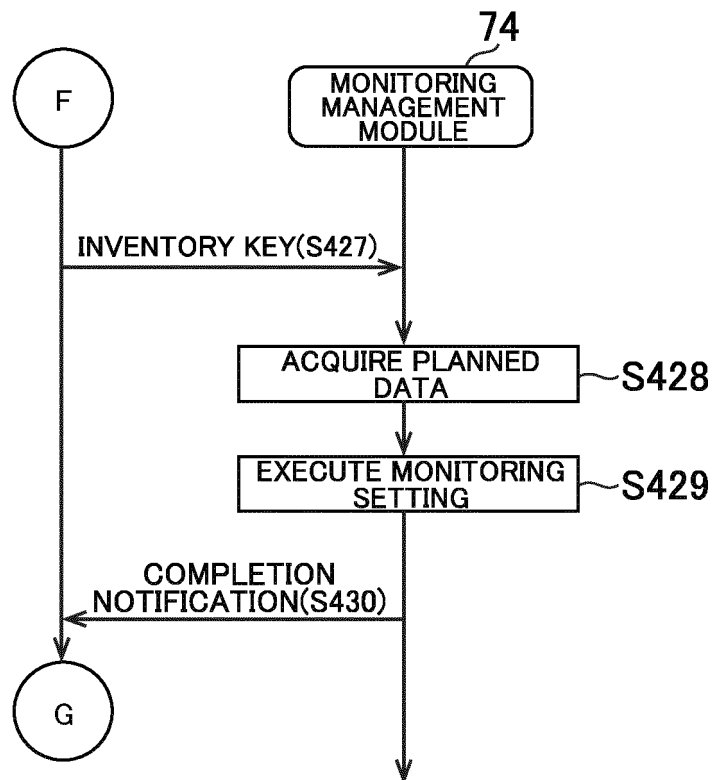 74
F
MONITORING
MANAGEMENT
MODULE
INVENTORY KEY(S427)
ACQUIRE PLANNED
DATA
S428
EXECUTE MONITORING
SETTING
S429
COMPLETION
NOTIFICATION(S430)
G